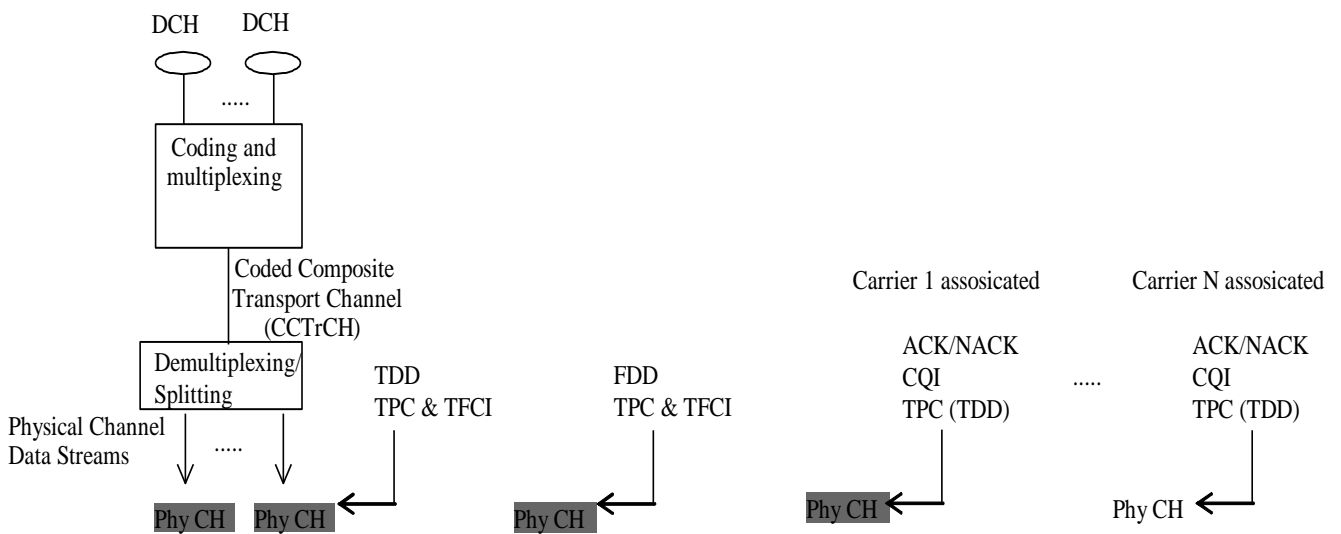 DCH
DCH
.....
Coding and
multiplexing
Coded Composite
Transport Channel
(CCTrCH)
Demultiplexing/
Splitting
Physical Channel
Data Streams
.....
Phy CH
Phy CH
TDD
TPC & TFCI
FDD
TPC & TFCI
Phy CH
Carrier 1 assosicated
ACK/NACK
CQI
TPC (TDD)
Phy CH
.....
Carrier N assosicated
ACK/NACK
CQI
TPC (TDD)
Phy CH